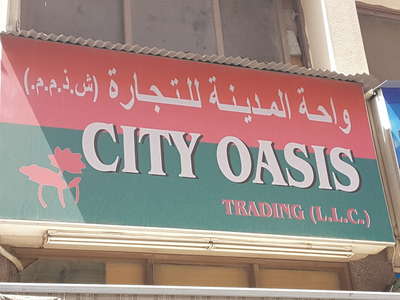 واحة المدينة للتجارة (ش.ذ.م.م.)
CITY OASIS
TRADING (L.L.C.)